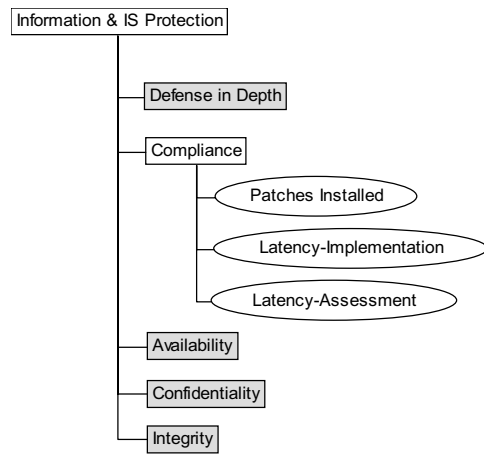 Information & IS Protection
Defense in Depth
Compliance
Patches Installed
Latency-Implementation
Latency-Assessment
Availability
Confidentiality
Integrity